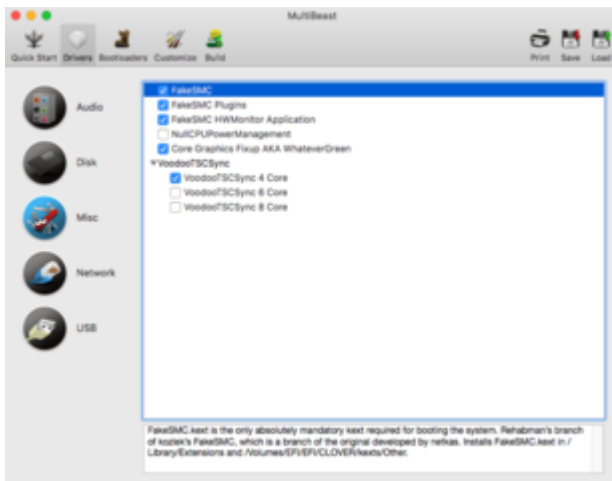 MultiBeast
Quick Start Drivers Bootloaders Customize Build Print Save Load
Audio
Disk
Misc
Network
USB
FakeSMC
FakeSMC Plugins
FakeSMC HWMonitor Application
NullCPUPowerManagement
Core Graphics Fixup AKA WhateverGreen
VoodooTSCSync
VoodooTSCSync 4 Core
VoodooTSCSync 6 Core
VoodooTSCSync 8 Core
FakeSMC.kext is the only absolutely mandatory kext required for booting the system. Rehabman's branch
of kozlek's FakeSMC, which is a branch of the original developed by netkas. Installs FakeSMC.kext in /
Library/Extensions and /Volumes/EFI/EFI/CLOVER/kexts/Other.